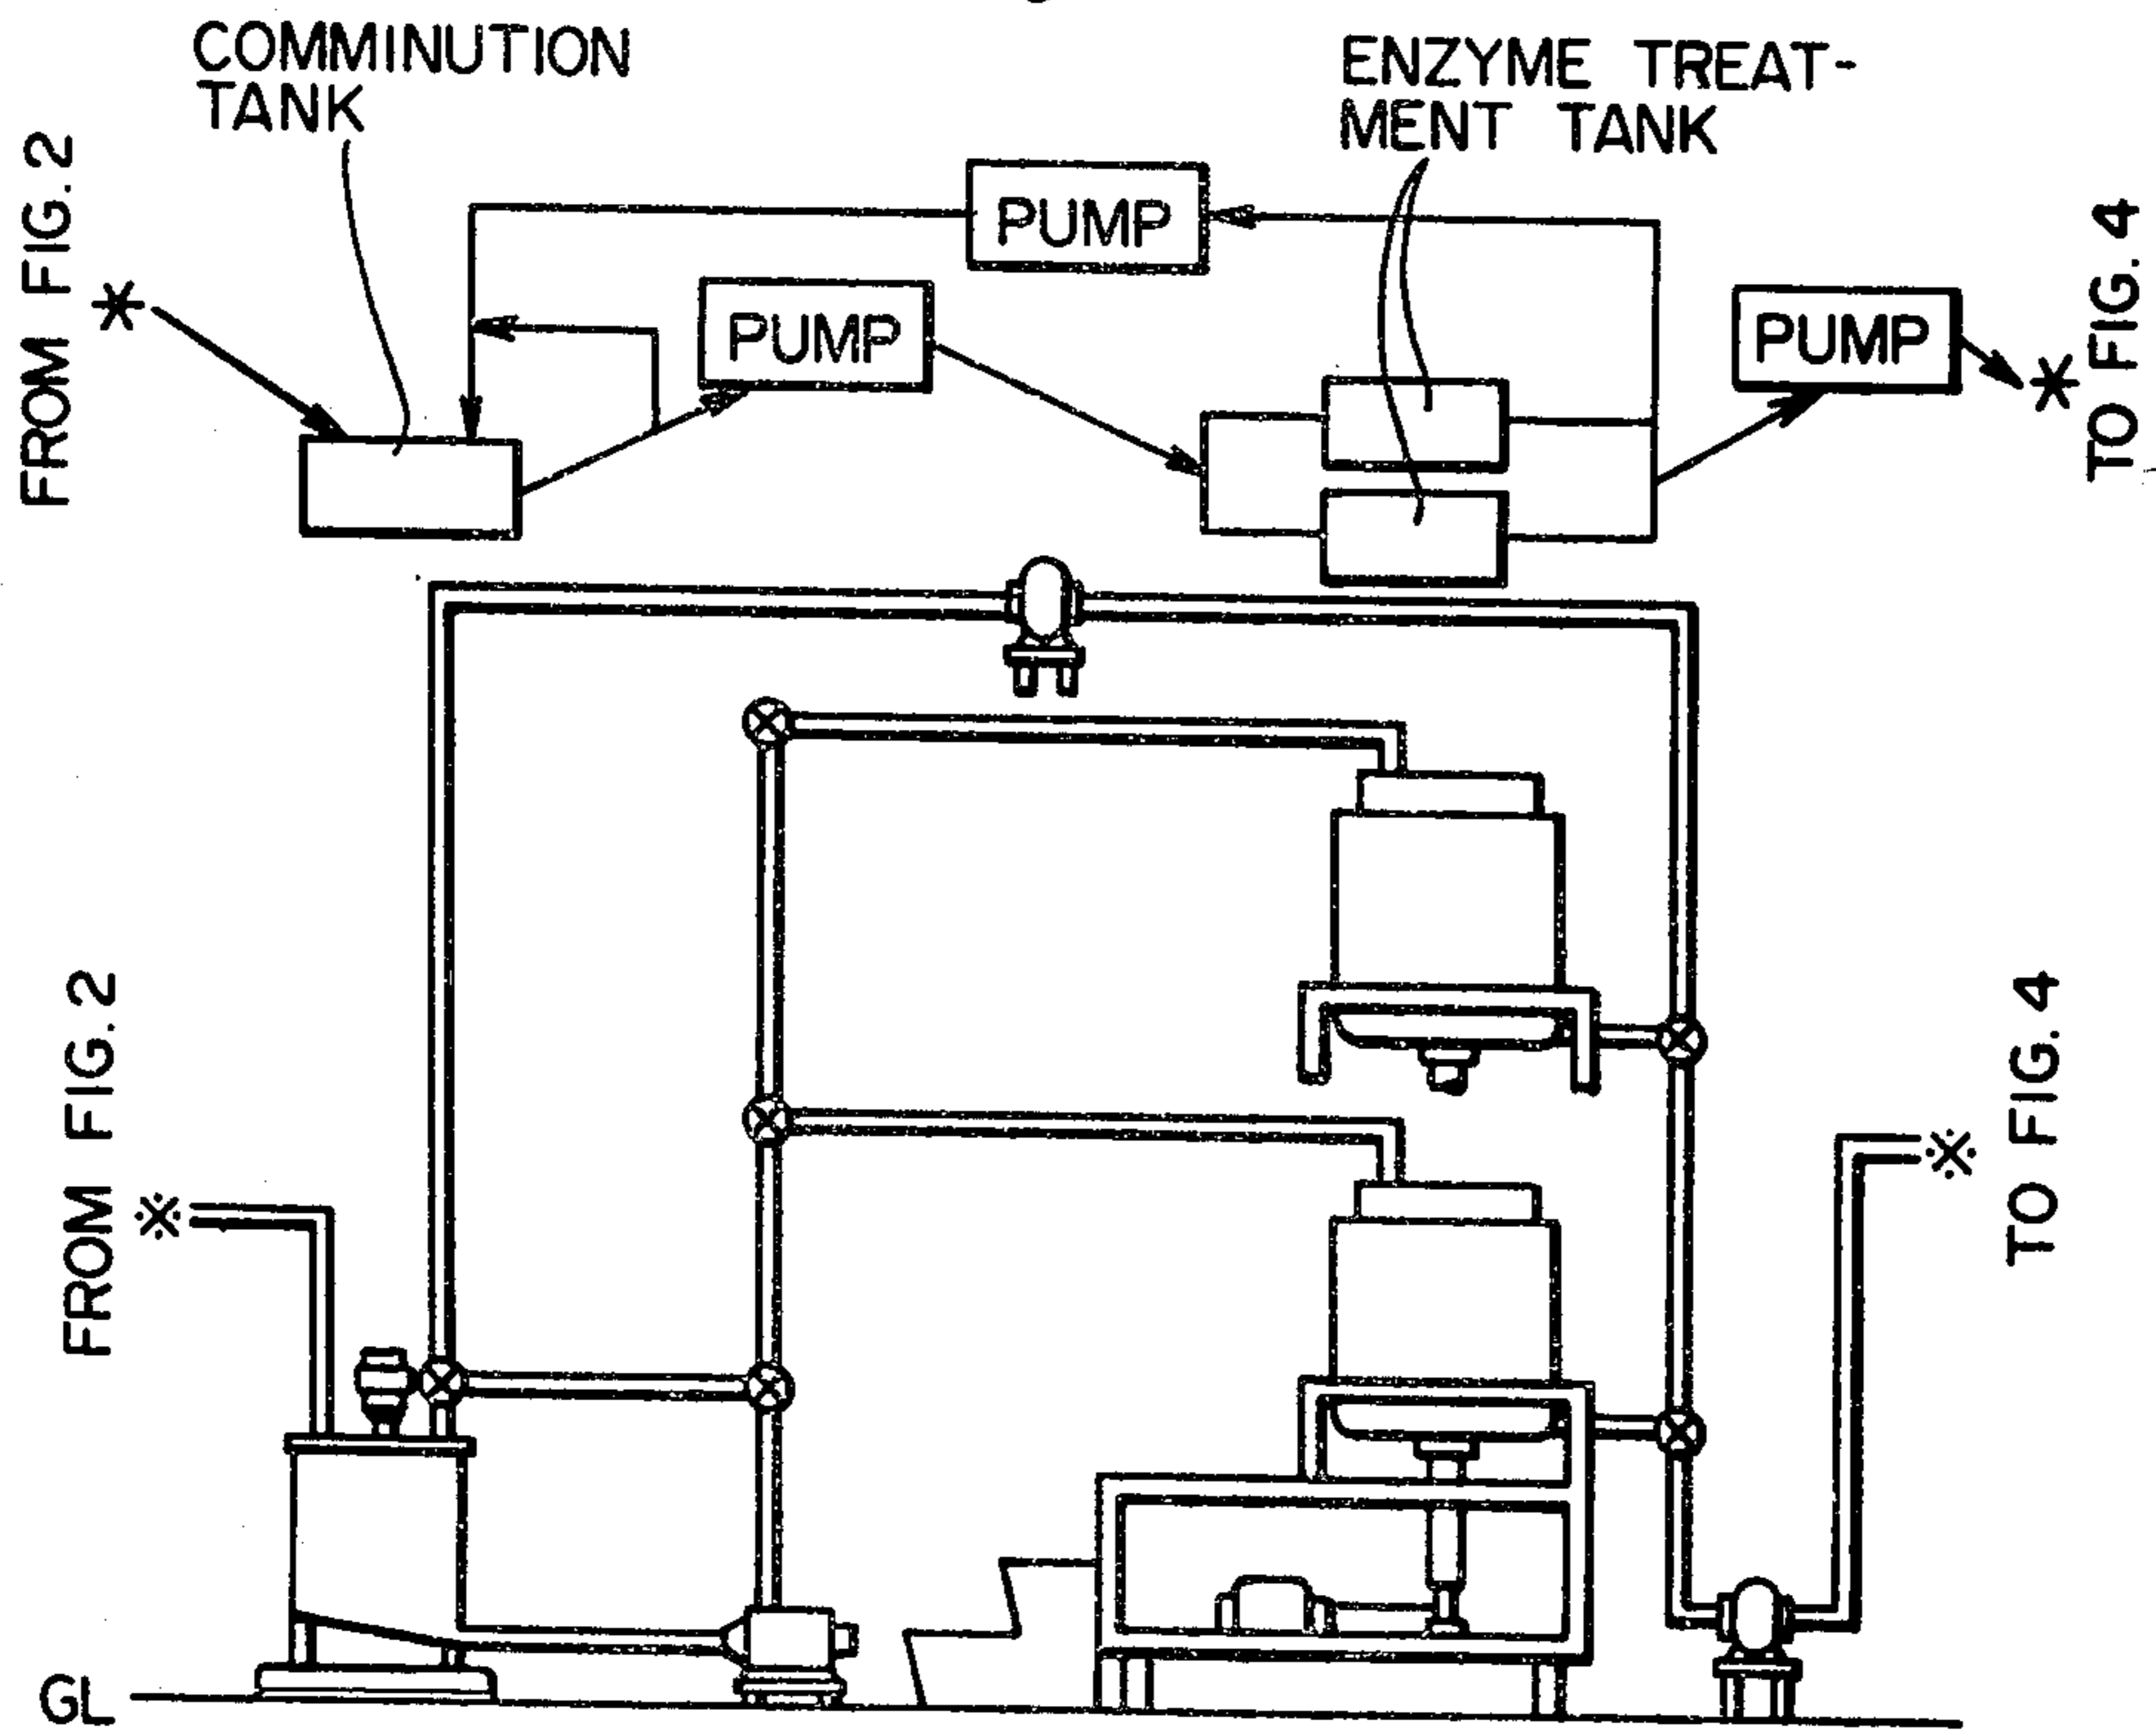 COMMINUTION
TANK
ENZYME TREAT-
MENT TANK
FROM FIG. 2
*
PUMP
PUMP
PUMP
*
TO FIG. 4
FROM FIG. 2
※
※
TO FIG. 4
GL